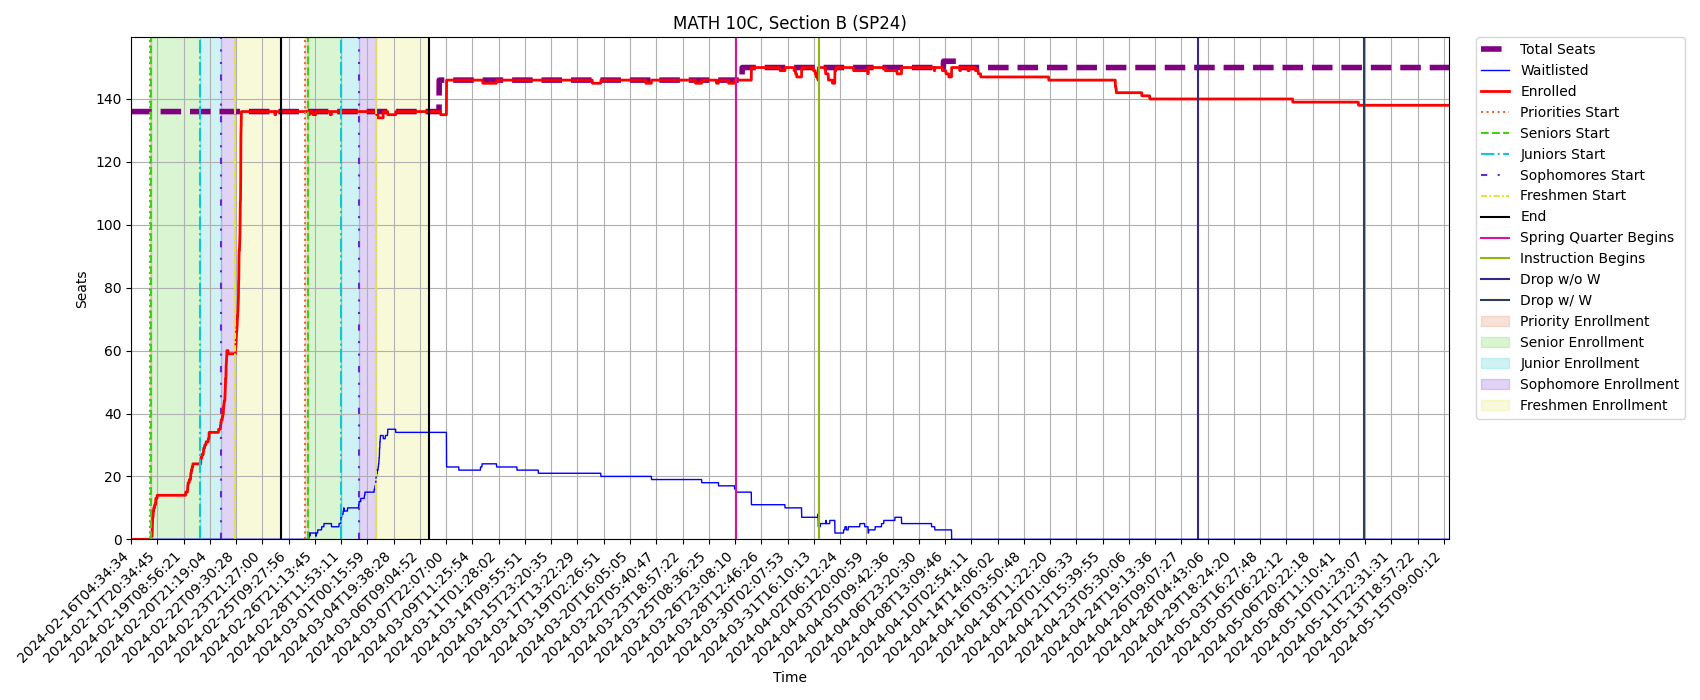 MATH 10C, Section B (SP24)
Seats
140
120
100
80
60
40
20
0
2024-02-16T04:34:34
2024-02-17T20:34:45
2024-02-19T08:56:21
2024-02-20T21:19:04
2024-02-22T09:30:28
2024-02-23T21:27:00
2024-02-25T09:27:56
2024-02-26T21:13:45
2024-02-28T11:53:11
2024-03-01T00:15:59
2024-03-04T19:38:28
2024-03-06T09:04:52
2024-03-07T22:07:00
2024-03-09T11:25:54
2024-03-11T01:28:02
2024-03-14T09:55:51
2024-03-15T23:20:35
2024-03-17T13:22:29
2024-03-19T02:26:51
2024-03-20T16:05:05
2024-03-22T05:40:47
2024-03-23T18:57:22
2024-03-25T08:36:25
2024-03-26T23:08:10
2024-03-28T12:46:26
2024-03-30T02:07:53
2024-03-31T16:10:13
2024-04-02T06:12:24
2024-04-03T20:00:59
2024-04-05T09:42:36
2024-04-06T23:20:30
2024-04-08T13:09:46
2024-04-10T02:54:11
2024-04-14T14:06:02
2024-04-16T03:50:48
2024-04-18T11:22:20
2024-04-20T01:06:33
2024-04-21T15:39:55
2024-04-23T05:30:06
2024-04-24T19:13:36
2024-04-26T09:07:27
2024-04-28T04:43:06
2024-04-29T18:24:20
2024-05-03T16:27:48
2024-05-05T06:22:12
2024-05-06T20:22:18
2024-05-08T11:10:41
2024-05-10T01:23:07
2024-05-11T22:31:31
2024-05-13T18:57:22
2024-05-15T09:00:12
Time
Total Seats
Waitlisted
Enrolled
Priorities Start
Seniors Start
Juniors Start
Sophomores Start
Freshmen Start
End
Spring Quarter Begins
Instruction Begins
Drop w/o W
Drop w/ W
Priority Enrollment
Senior Enrollment
Junior Enrollment
Sophomore Enrollment
Freshmen Enrollment